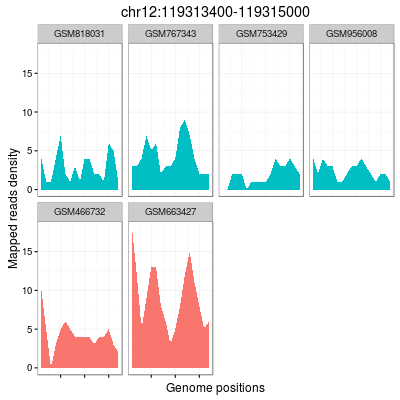 chr12:119313400-119315000
GSM818031 GSM767343 GSM753429 GSM956008
15
10
5
0
Mapped reads density
GSM466732 GSM663427
15
10
5
0
Genome positions